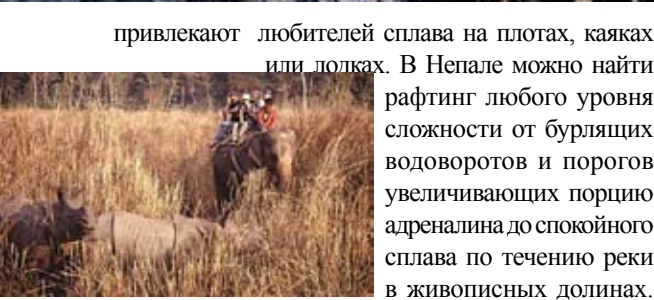 привлекают любителей сплава на плотах, каяках
или лодках. В Непале можно найти
рафтинг любого уровня
сложности от бурлящих
водоворотов и порогов
увеличивающих порцию
адреналина до спокойного
сплава по течению реки
в живописных долинах.